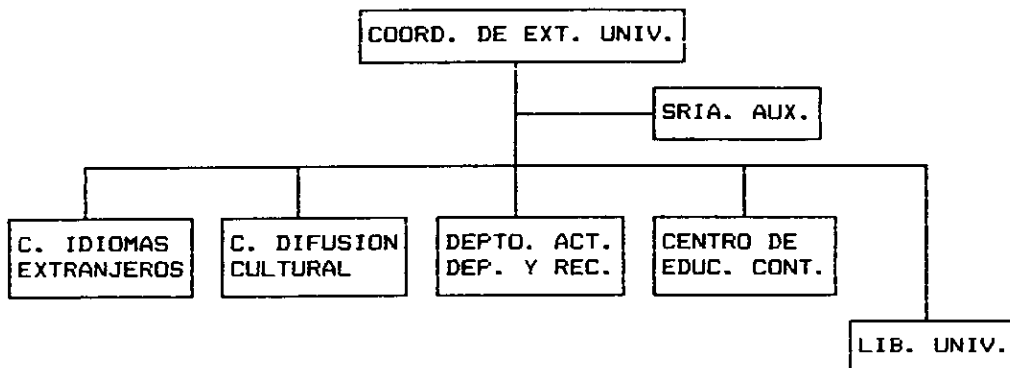 COORD. DE EXT. UNIV.
SRIA. AUX.
C. IDIOMAS
EXTRANJEROS
C. DIFUSION
CULTURAL
DEPTO. ACT.
DEP. Y REC.
CENTRO DE
EDUC. CONT.
LIB. UNIV.